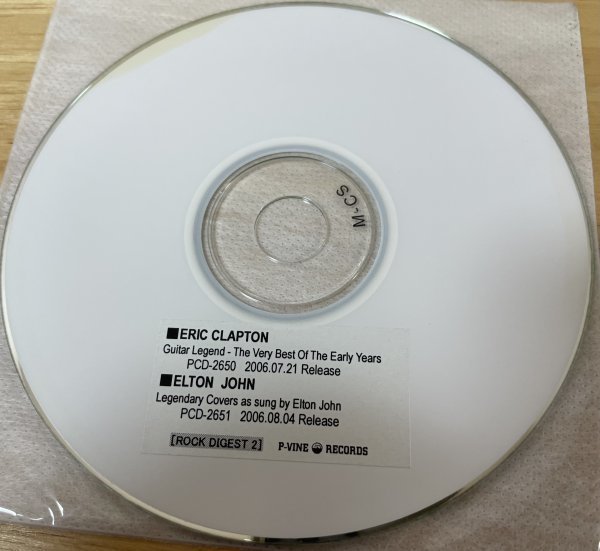 M-CS
■ERIC CLAPTON
Guitar Legend - The Very Best Of The Early Years
PCD-2650 2006.07.21 Release
■ELTON JOHN
Legendary Covers as sung by Elton John
PCD-2651 2006.08.04 Release
[ROCK DIGEST 2] P-VINE RECORDS